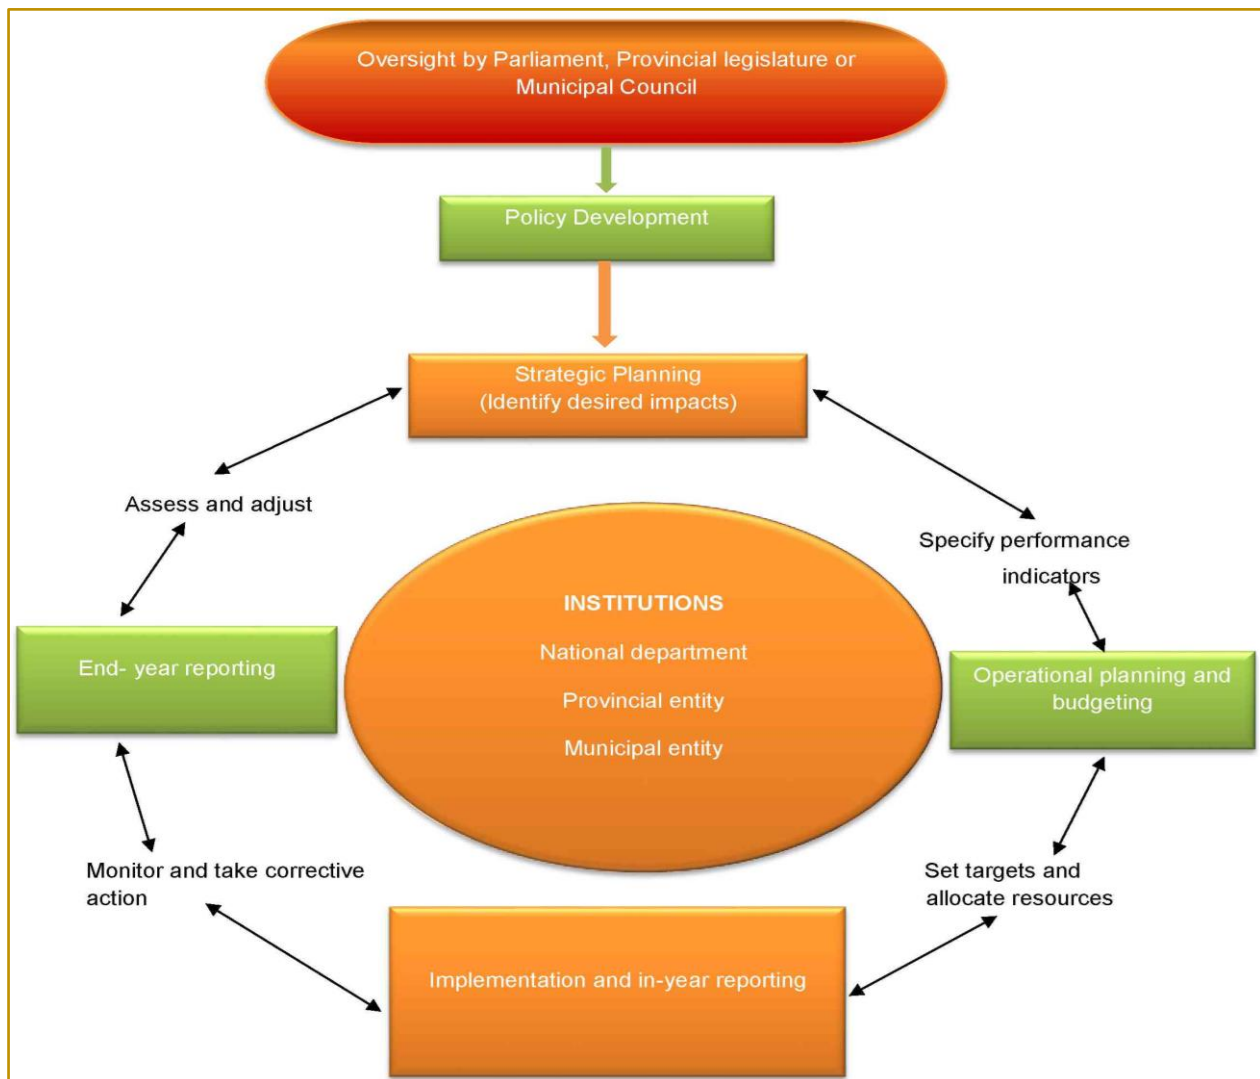 Oversight by Parliament, Provincial legislature or
Municipal Council
Policy Development
Strategic Planning
(Identify desired impacts)
Assess and adjust
Specify performance
indicators
INSTITUTIONS
National department
Provincial entity
Municipal entity
End- year reporting
Operational planning and
budgeting
Monitor and take corrective
action
Set targets and
allocate resources
Implementation and in-year reporting